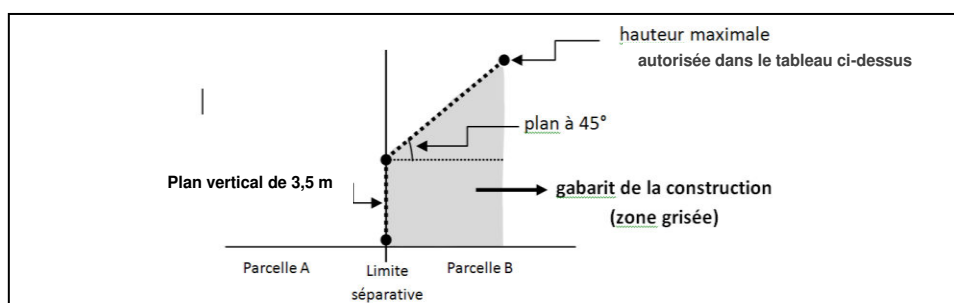 hauteur maximale
autorisée dans le tableau ci-dessus
plan à 45°
Plan vertical de 3,5 m
gabarit de la construction
(zone grisée)
Parcelle A
Limite
séparative
Parcelle B